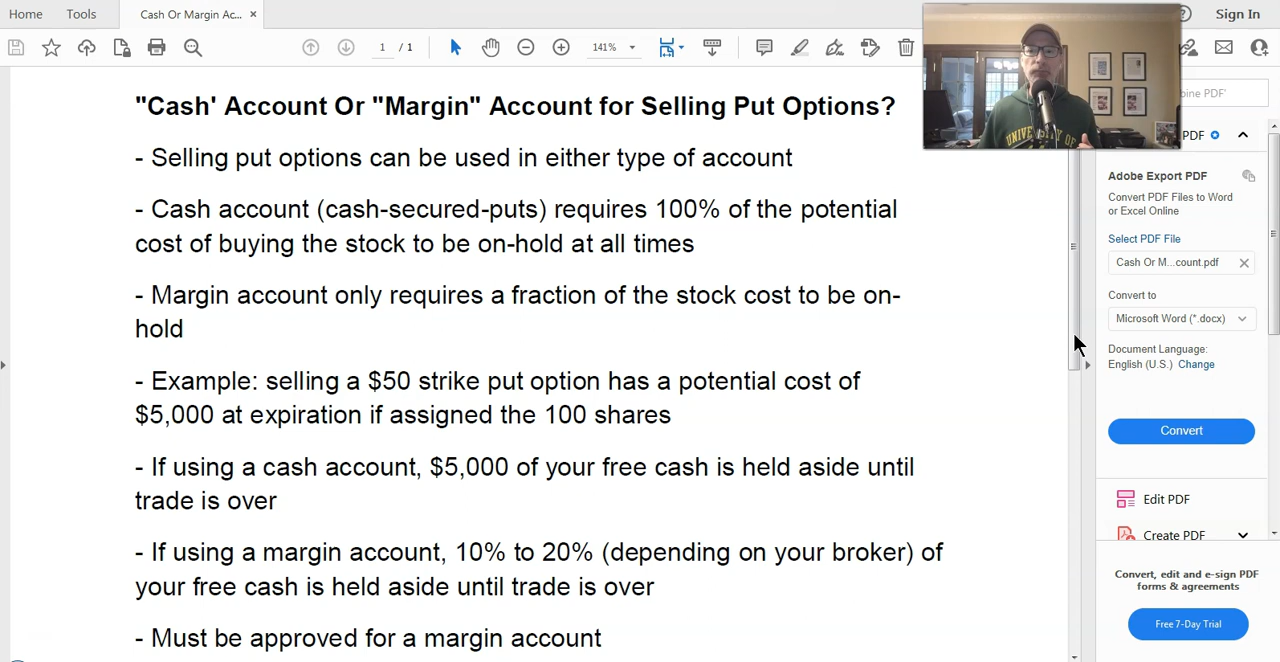 Home
Tools
Cash Or Margin Ac... ×
Sign In
1 / 1
141%
"Cash' Account Or "Margin" Account for Selling Put Options?
- Selling put options can be used in either type of account
- Cash account (cash-secured-puts) requires 100% of the potential
cost of buying the stock to be on-hold at all times
- Margin account only requires a fraction of the stock cost to be on-
hold
- Example: selling a $50 strike put option has a potential cost of
$5,000 at expiration if assigned the 100 shares
- If using a cash account, $5,000 of your free cash is held aside until
trade is over
- If using a margin account, 10% to 20% (depending on your broker) of
your free cash is held aside until trade is over
- Must be approved for a margin account
UNIVERSITY OF
bine PDF'
PDF
Adobe Export PDF
Convert PDF Files to Word
or Excel Online
Select PDF File
Cash Or M...count.pdf
Convert to
Microsoft Word (*.docx)
Document Language:
English (U.S.) Change
Convert
Edit PDF
Create PDF
Convert, edit and e-sign PDF
forms & agreements
Free 7-Day Trial